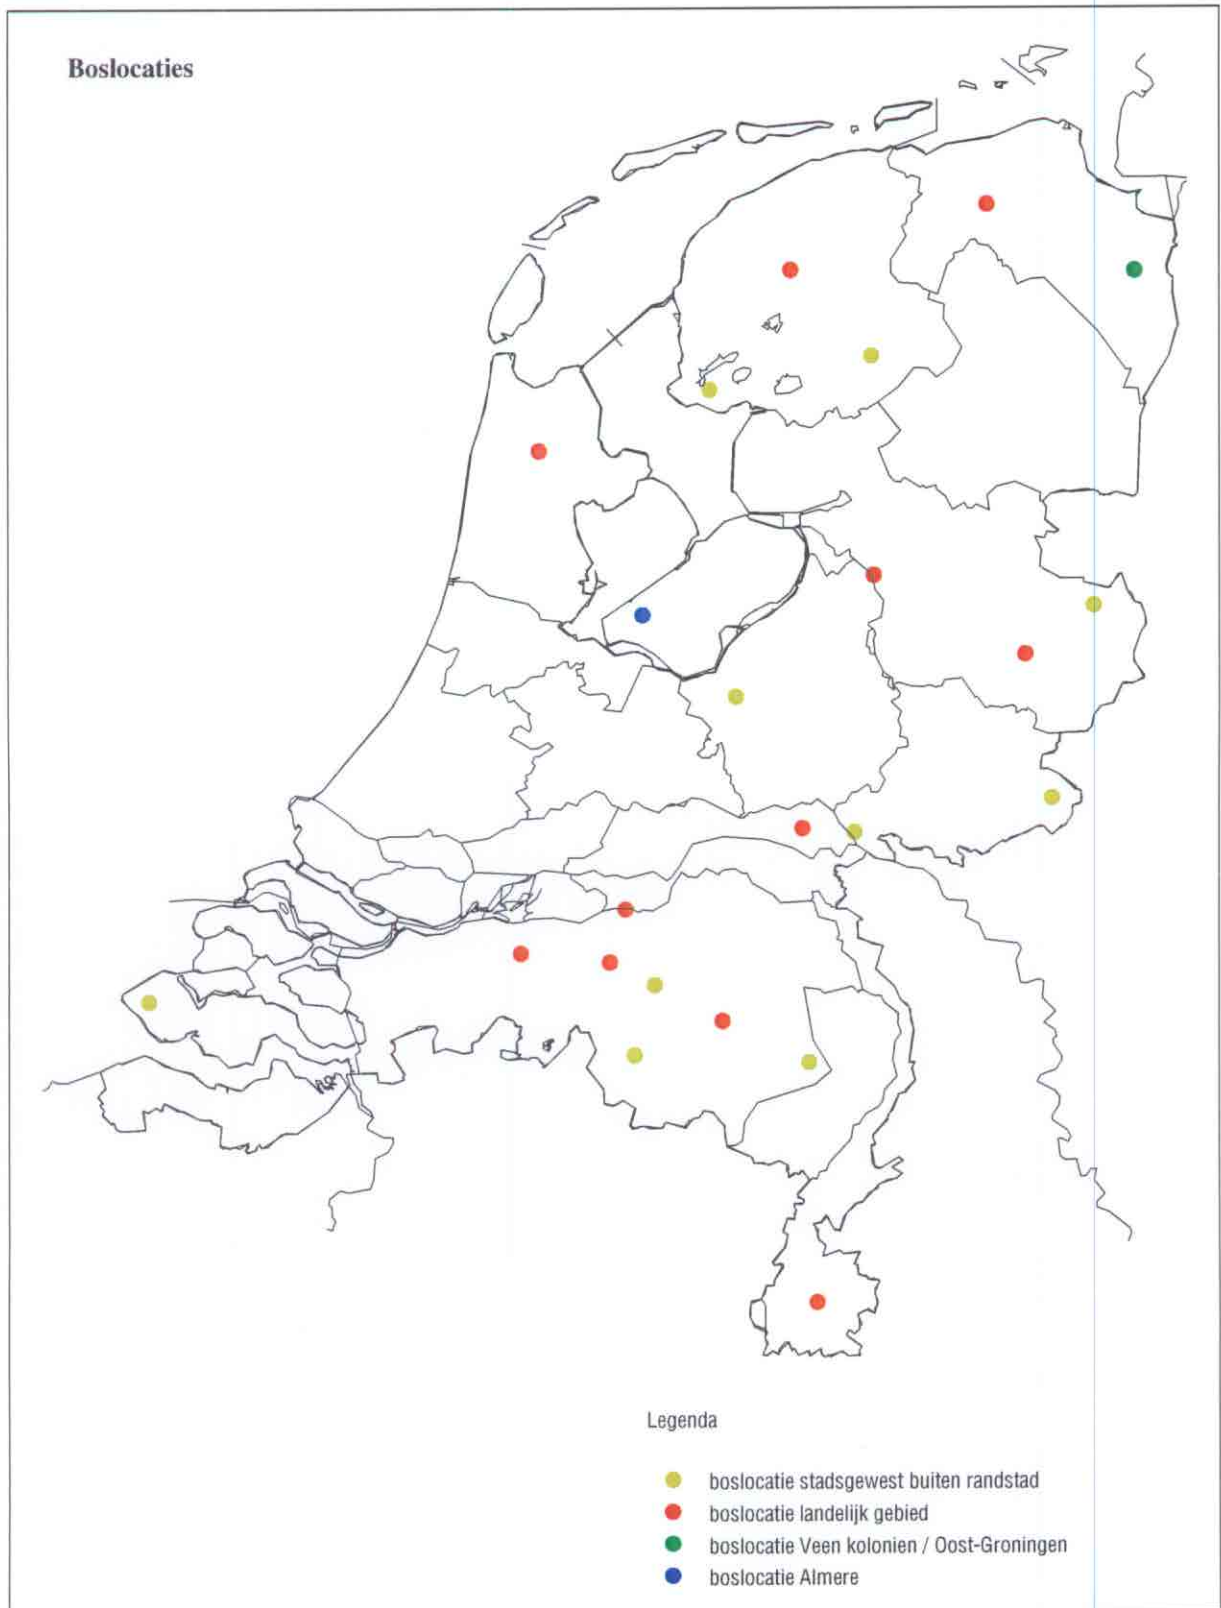 Boslocaties
Legenda
boslocatie stadsgewest buiten randstad
boslocatie landelijk gebied
boslocatie Veen kolonien / Oost-Groningen
boslocatie Almere